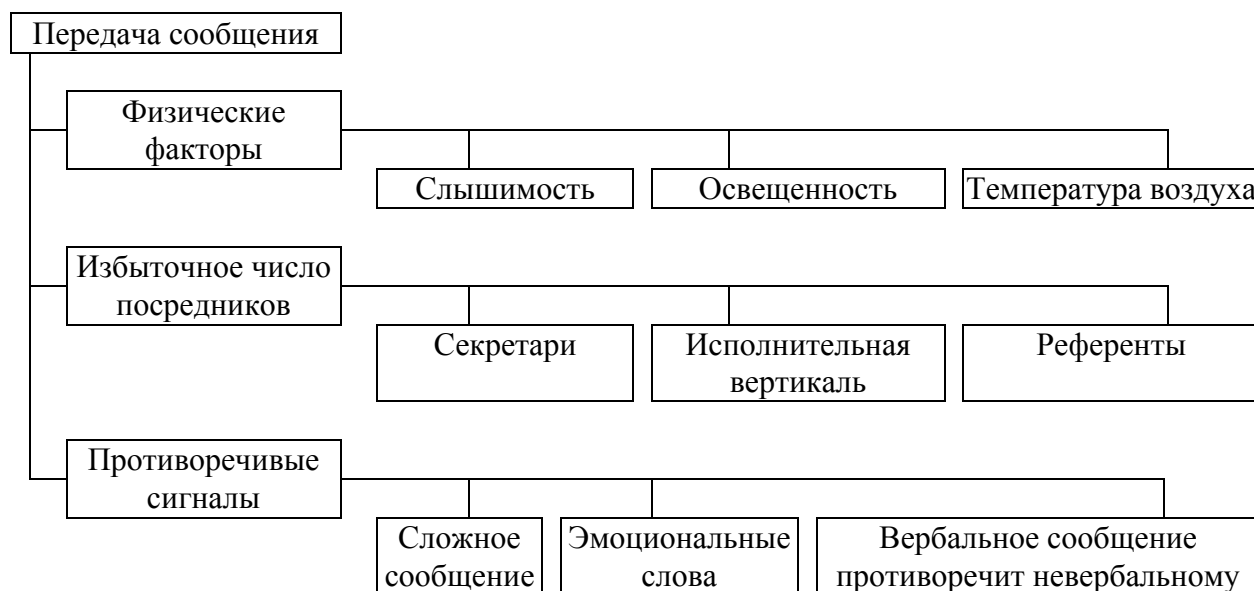 Передача сообщения
Физические
факторы
Слышимость
Освещенность
Температура воздуха
Избыточное число
посредников
Секретари
Исполнительная
вертикаль
Референты
Противоречивые
сигналы
Сложное
сообщение
Эмоциональные
слова
Вербальное сообщение
противоречит невербальному